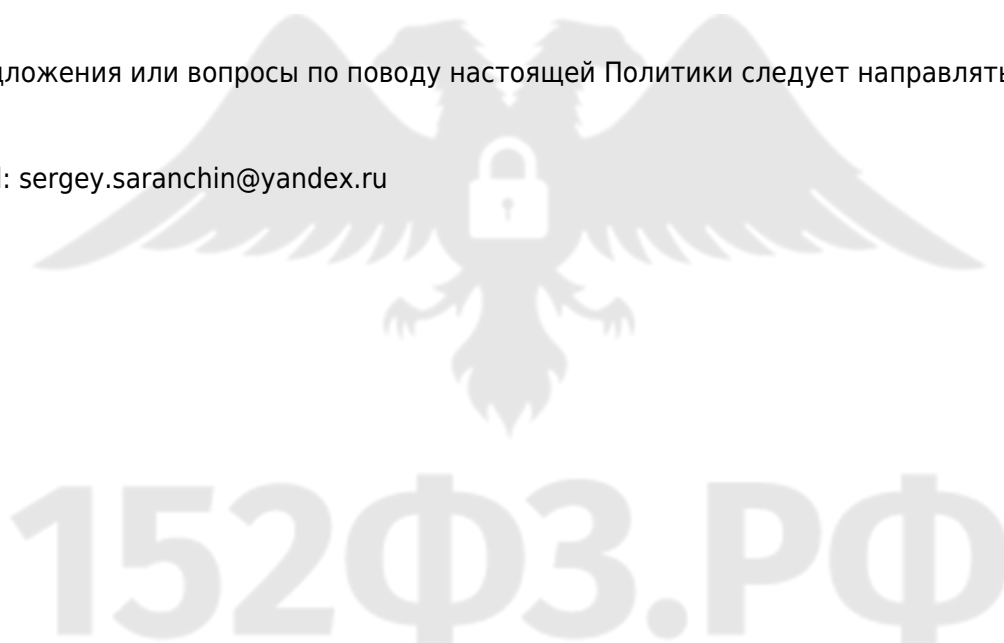 дложения или вопросы по поводу настоящей Политики следует направлять
l: sergey.saranchin@yandex.ru
152ФЗ.РФ